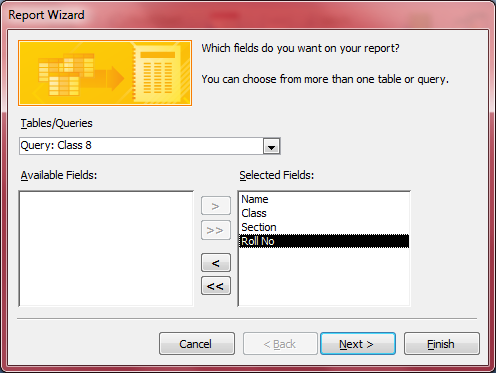 Report Wizard
Which fields do you want on your report?
You can choose from more than one table or query.
Tables/Queries
Query: Class 8
Available Fields:
Selected Fields:
>
>>
<
<<
Name
Class
Section
Roll No
Cancel
< Back
Next >
Finish